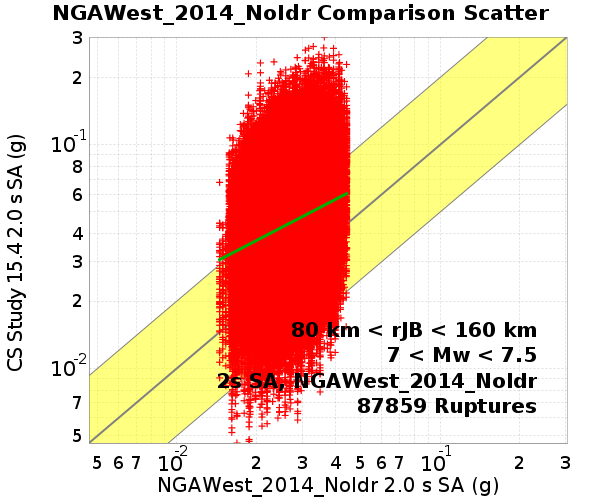 NGAWest_2014_NoIdr Comparison Scatter
CS Study 15.4 2.0 s SA (g)
3
2
10-1
8
6
4
3
2
10-2
7
5
80 km < rJB < 160 km
7 < Mw < 7.5
2s SA, NGAWest_2014_NoIdr
87859 Ruptures
5 6 7 10-2 2 3 4 5 6 7 10-1 2 3
NGAWest_2014_NoIdr 2.0 s SA (g)